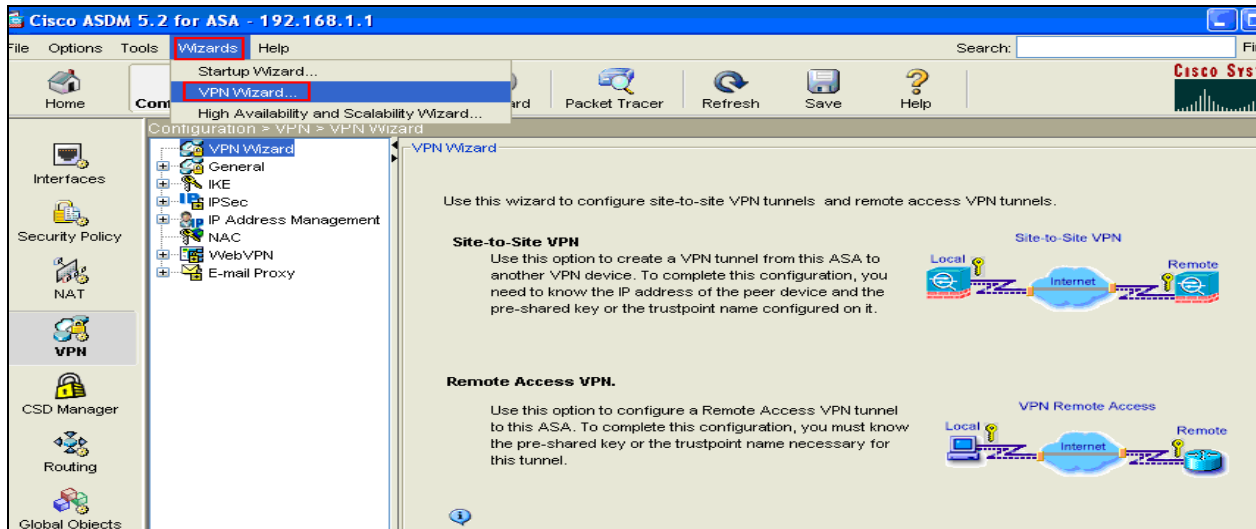 Cisco ASDM 5.2 for ASA - 192.168.1.1
File Options Tools Wizards Help Search:
Startup Wizard...
VPN Wizard...
High Availability and Scalability Wizard...
Home Packet Tracer Refresh Save Help
Configuration > VPN > VPN Wizard
Interfaces
Security Policy
NAT
VPN
CSD Manager
Routing
Global Objects
VPN Wizard
General
IKE
IPSec
IP Address Management
NAC
WebVPN
E-mail Proxy
VPN Wizard
Use this wizard to configure site-to-site VPN tunnels and remote access VPN tunnels.
Site-to-Site VPN
Use this option to create a VPN tunnel from this ASA to
another VPN device. To complete this configuration, you
need to know the IP address of the peer device and the
pre-shared key or the trustpoint name configured on it.
Site-to-Site VPN
Local
Internet
Remote
Remote Access VPN.
Use this option to configure a Remote Access VPN tunnel
to this ASA. To complete this configuration, you must know
the pre-shared key or the trustpoint name necessary for
this tunnel.
VPN Remote Access
Local
Internet
Remote